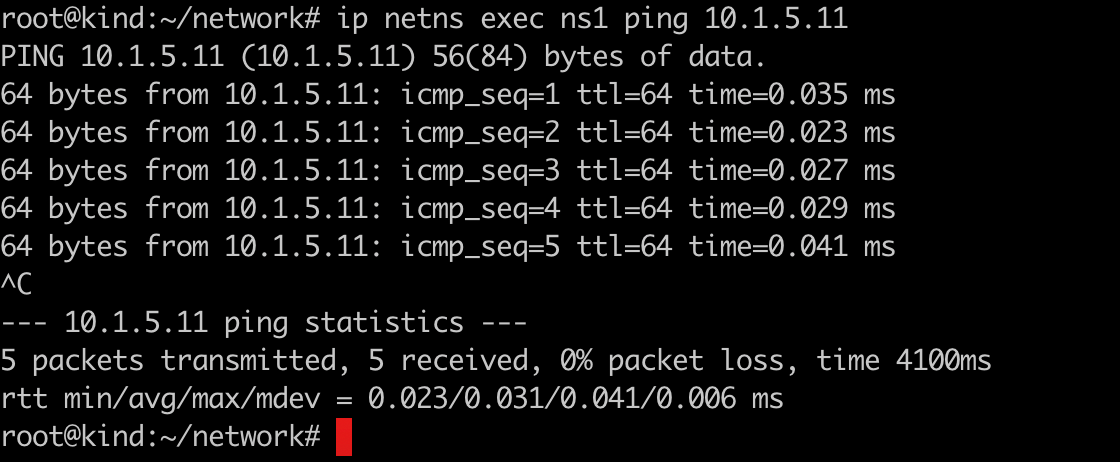 root@kind:~/network# ip netns exec ns1 ping 10.1.5.11
PING 10.1.5.11 (10.1.5.11) 56(84) bytes of data.
64 bytes from 10.1.5.11: icmp_seq=1 ttl=64 time=0.035 ms
64 bytes from 10.1.5.11: icmp_seq=2 ttl=64 time=0.023 ms
64 bytes from 10.1.5.11: icmp_seq=3 ttl=64 time=0.027 ms
64 bytes from 10.1.5.11: icmp_seq=4 ttl=64 time=0.029 ms
64 bytes from 10.1.5.11: icmp_seq=5 ttl=64 time=0.041 ms
^C
--- 10.1.5.11 ping statistics ---
5 packets transmitted, 5 received, 0% packet loss, time 4100ms
rtt min/avg/max/mdev = 0.023/0.031/0.041/0.006 ms
root@kind:~/network#